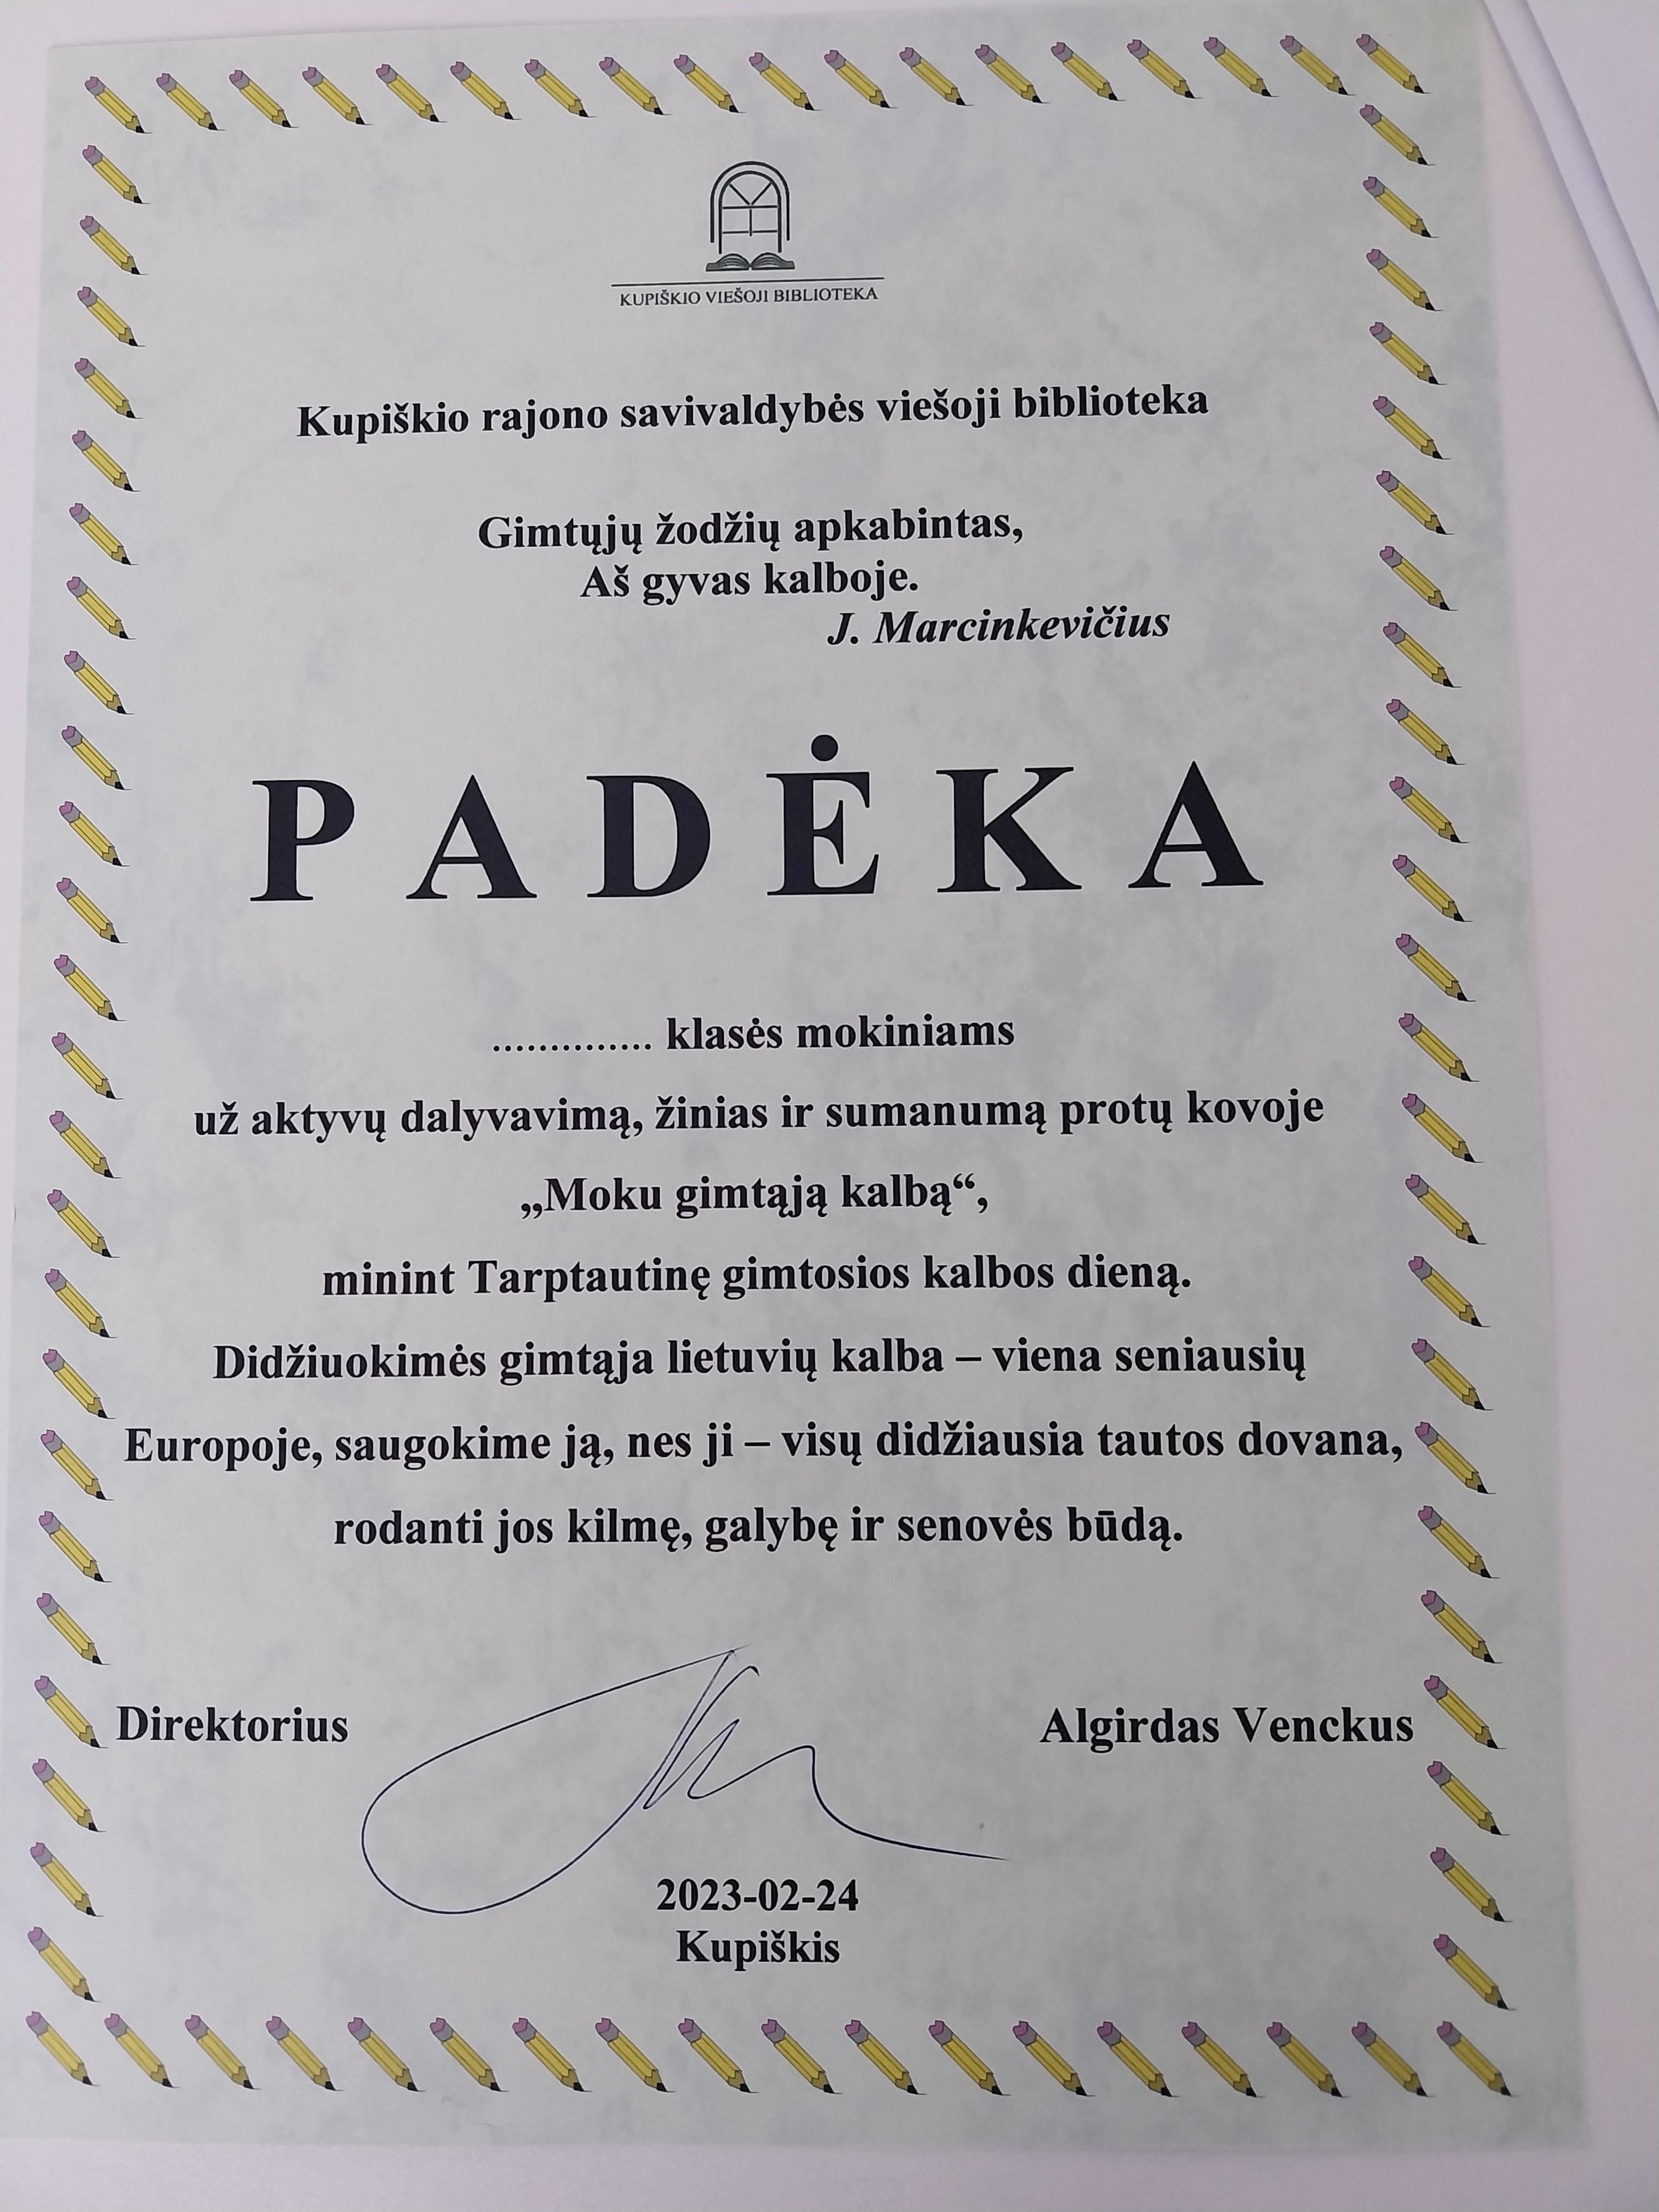 KUPIŠKIO VIEŠOJI BIBLIOTEKA
Kupiškio rajono savivaldybės viešoji biblioteka
Gimtųjų žodžių apkabintas,
Aš gyvas kalboje.
J. Marcinkevičius
PADĖKA
.............. klasės mokiniams
už aktyvų dalyvavimą, žinias ir sumanumą protų kovoje
„Moku gimtąją kalbą“,
minint Tarptautinę gimtosios kalbos dieną.
Didžiuokimės gimtąja lietuvių kalba – viena seniausių
Europoje, saugokime ją, nes ji – visų didžiausia tautos dovana,
rodanti jos kilmę, galybę ir senovės būdą.
Direktorius Algirdas Venckus
2023-02-24
Kupiškis